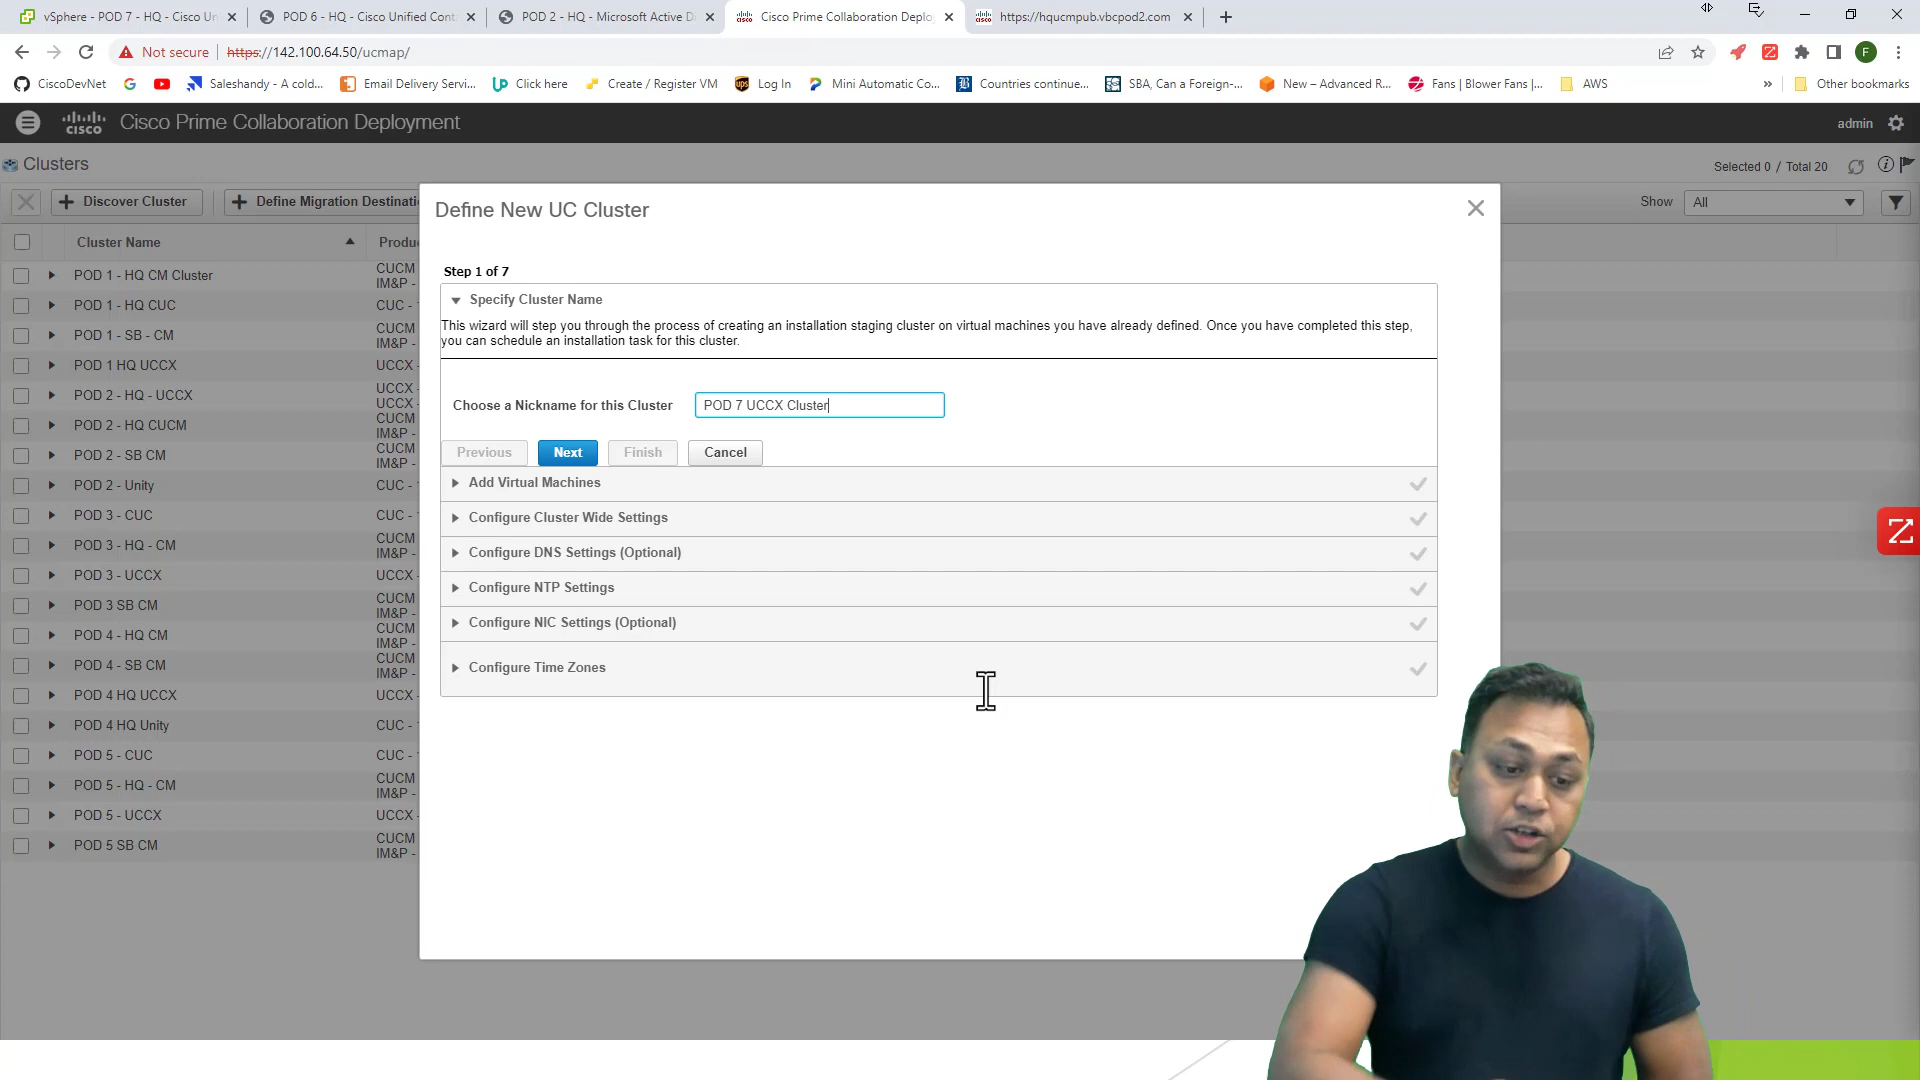 vSphere - POD 7 - HQ - Cisco Un
POD 6 - HQ - Cisco Unified Cont
POD 2 - HQ - Microsoft Active Di
Cisco Prime Collaboration Deploy
https://hqucmpub.vbcpod2.com
Not secure
https://142.100.64.50/ucmap/
F
CiscoDevNet
Saleshandy - A cold...
Email Delivery Servi...
Click here
Create / Register VM
Log In
Mini Automatic Co...
Countries continue...
SBA, Can a Foreign-...
New – Advanced R...
Fans | Blower Fans |...
AWS
»
Other bookmarks
cisco
Cisco Prime Collaboration Deployment
admin
Clusters
Selected 0 / Total 20
Discover Cluster
Define Migration Destinati
Show
All
Cluster Name
Produ
POD 1 - HQ CM Cluster
CUCM
IM&P -
POD 1 - HQ CUC
CUC -
POD 1 - SB - CM
CUCM
IM&P -
POD 1 HQ UCCX
UCCX -
POD 2 - HQ - UCCX
UCCX -
UCCX -
POD 2 - HQ CUCM
CUCM
IM&P -
POD 2 - SB CM
CUCM
IM&P -
POD 2 - Unity
CUC -
POD 3 - CUC
CUC -
POD 3 - HQ - CM
CUCM
IM&P -
POD 3 - UCCX
UCCX -
POD 3 SB CM
CUCM
IM&P -
POD 4 - HQ CM
CUCM
IM&P -
POD 4 - SB CM
CUCM
IM&P -
POD 4 HQ UCCX
UCCX -
POD 4 HQ Unity
CUC -
POD 5 - CUC
CUC -
POD 5 - HQ - CM
CUCM
IM&P -
POD 5 - UCCX
UCCX -
POD 5 SB CM
CUCM
IM&P -
Define New UC Cluster
Step 1 of 7
Specify Cluster Name
This wizard will step you through the process of creating an installation staging cluster on virtual machines you have already defined. Once you have completed this step,
you can schedule an installation task for this cluster.
Choose a Nickname for this Cluster
POD 7 UCCX Cluster
Previous
Next
Finish
Cancel
Add Virtual Machines
Configure Cluster Wide Settings
Configure DNS Settings (Optional)
Configure NTP Settings
Configure NIC Settings (Optional)
Configure Time Zones